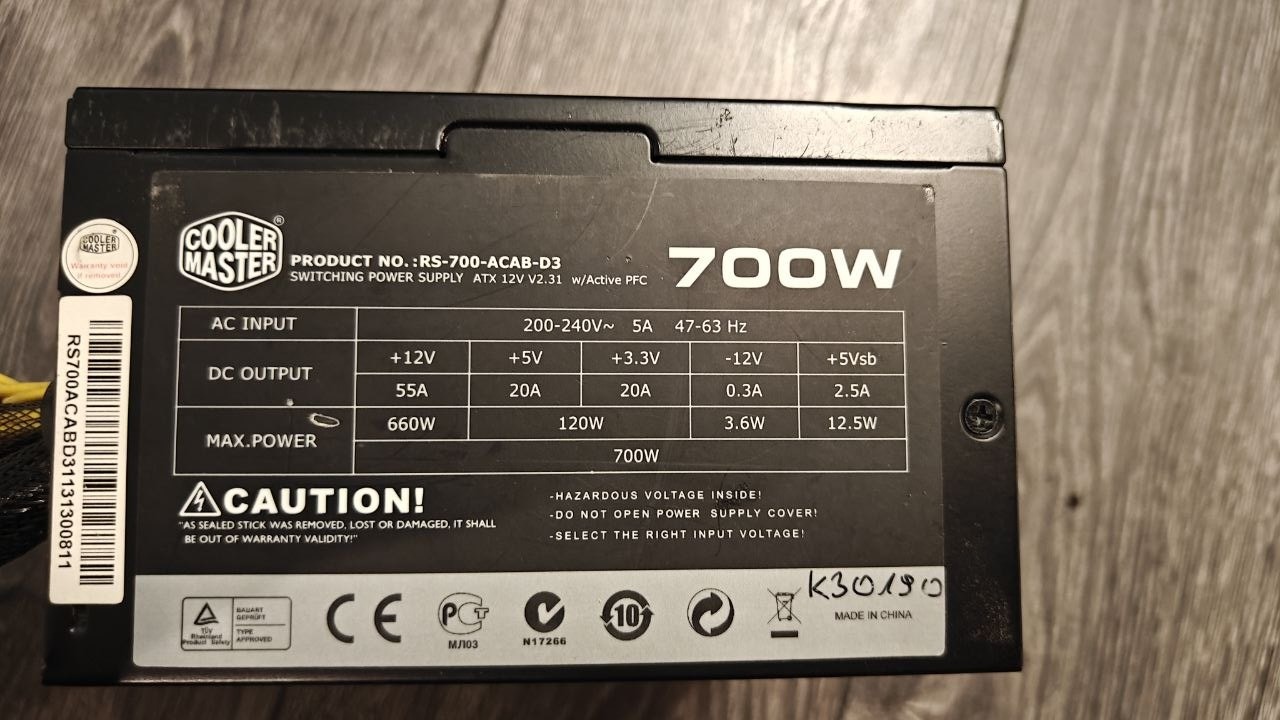 COOLER MASTER ®
PRODUCT NO.:RS-700-ACAB-D3
SWITCHING POWER SUPPLY ATX 12V V2.31 w/Active PFC
700W
COOLER MASTER
Warranty void
if removed
RS700ACABD31131300811
AC INPUT 200-240V~ 5A 47-63 Hz
DC OUTPUT +12V +5V +3.3V -12V +5Vsb
55A 20A 20A 0.3A 2.5A
MAX.POWER 660W 120W 3.6W 12.5W
700W
CAUTION!
"AS SEALED STICK WAS REMOVED, LOST OR DAMAGED, IT SHALL
BE OUT OF WARRANTY VALIDITY!"
-HAZARDOUS VOLTAGE INSIDE!
-DO NOT OPEN POWER SUPPLY COVER!
-SELECT THE RIGHT INPUT VOLTAGE!
TÜV
Rheinland
Product Safety
BAUART
GEPRÜFT
TYPE
APPROVED
CE
РСТ
МЛ03
N17266
10
K30190
MADE IN CHINA